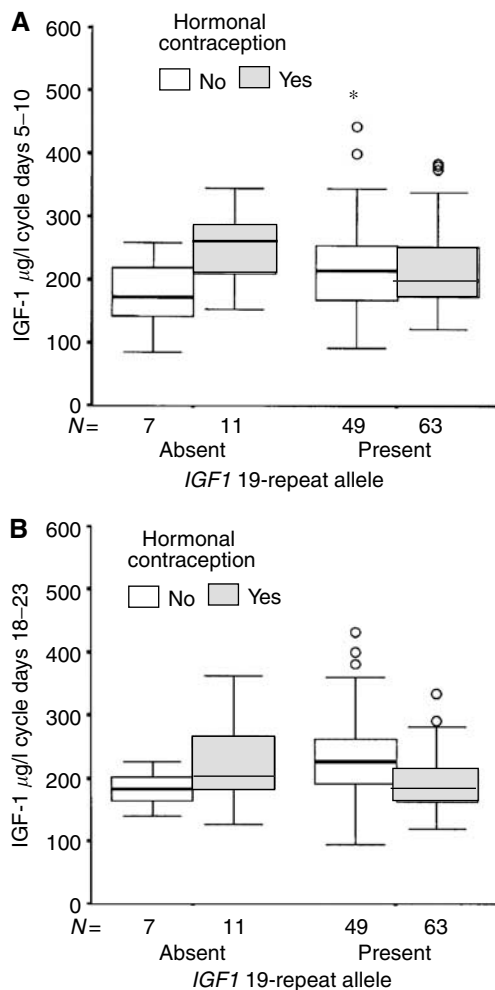 A
Hormonal
contraception
No Yes
600
500
400
300
200
100
0
IGF-1 μg/l cycle days 5–10
*
N= 7 11 49 63
Absent Present
IGF1 19-repeat allele
B
Hormonal
contraception
No Yes
600
500
400
300
200
100
0
IGF-1 μg/l cycle days 18–23
N= 7 11 49 63
Absent Present
IGF1 19-repeat allele